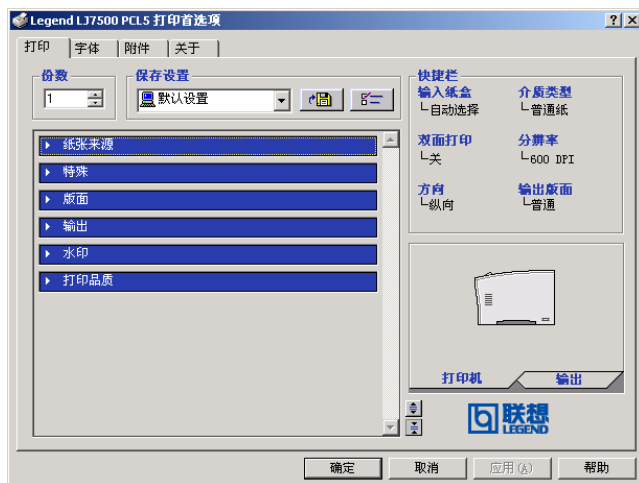 Legend LJ7500 PCL5 打印首选项
打印 字体 附件 关于
份数
1
保存设置
默认设置
纸张来源
特殊
版面
输出
水印
打印品质
快捷栏
输入纸盒 介质类型
自动选择 普通纸
双面打印 分辨率
关 600 DPI
方向 输出版面
纵向 普通
打印机 输出
联想
LEGEND
确定 取消 应用(A) 帮助